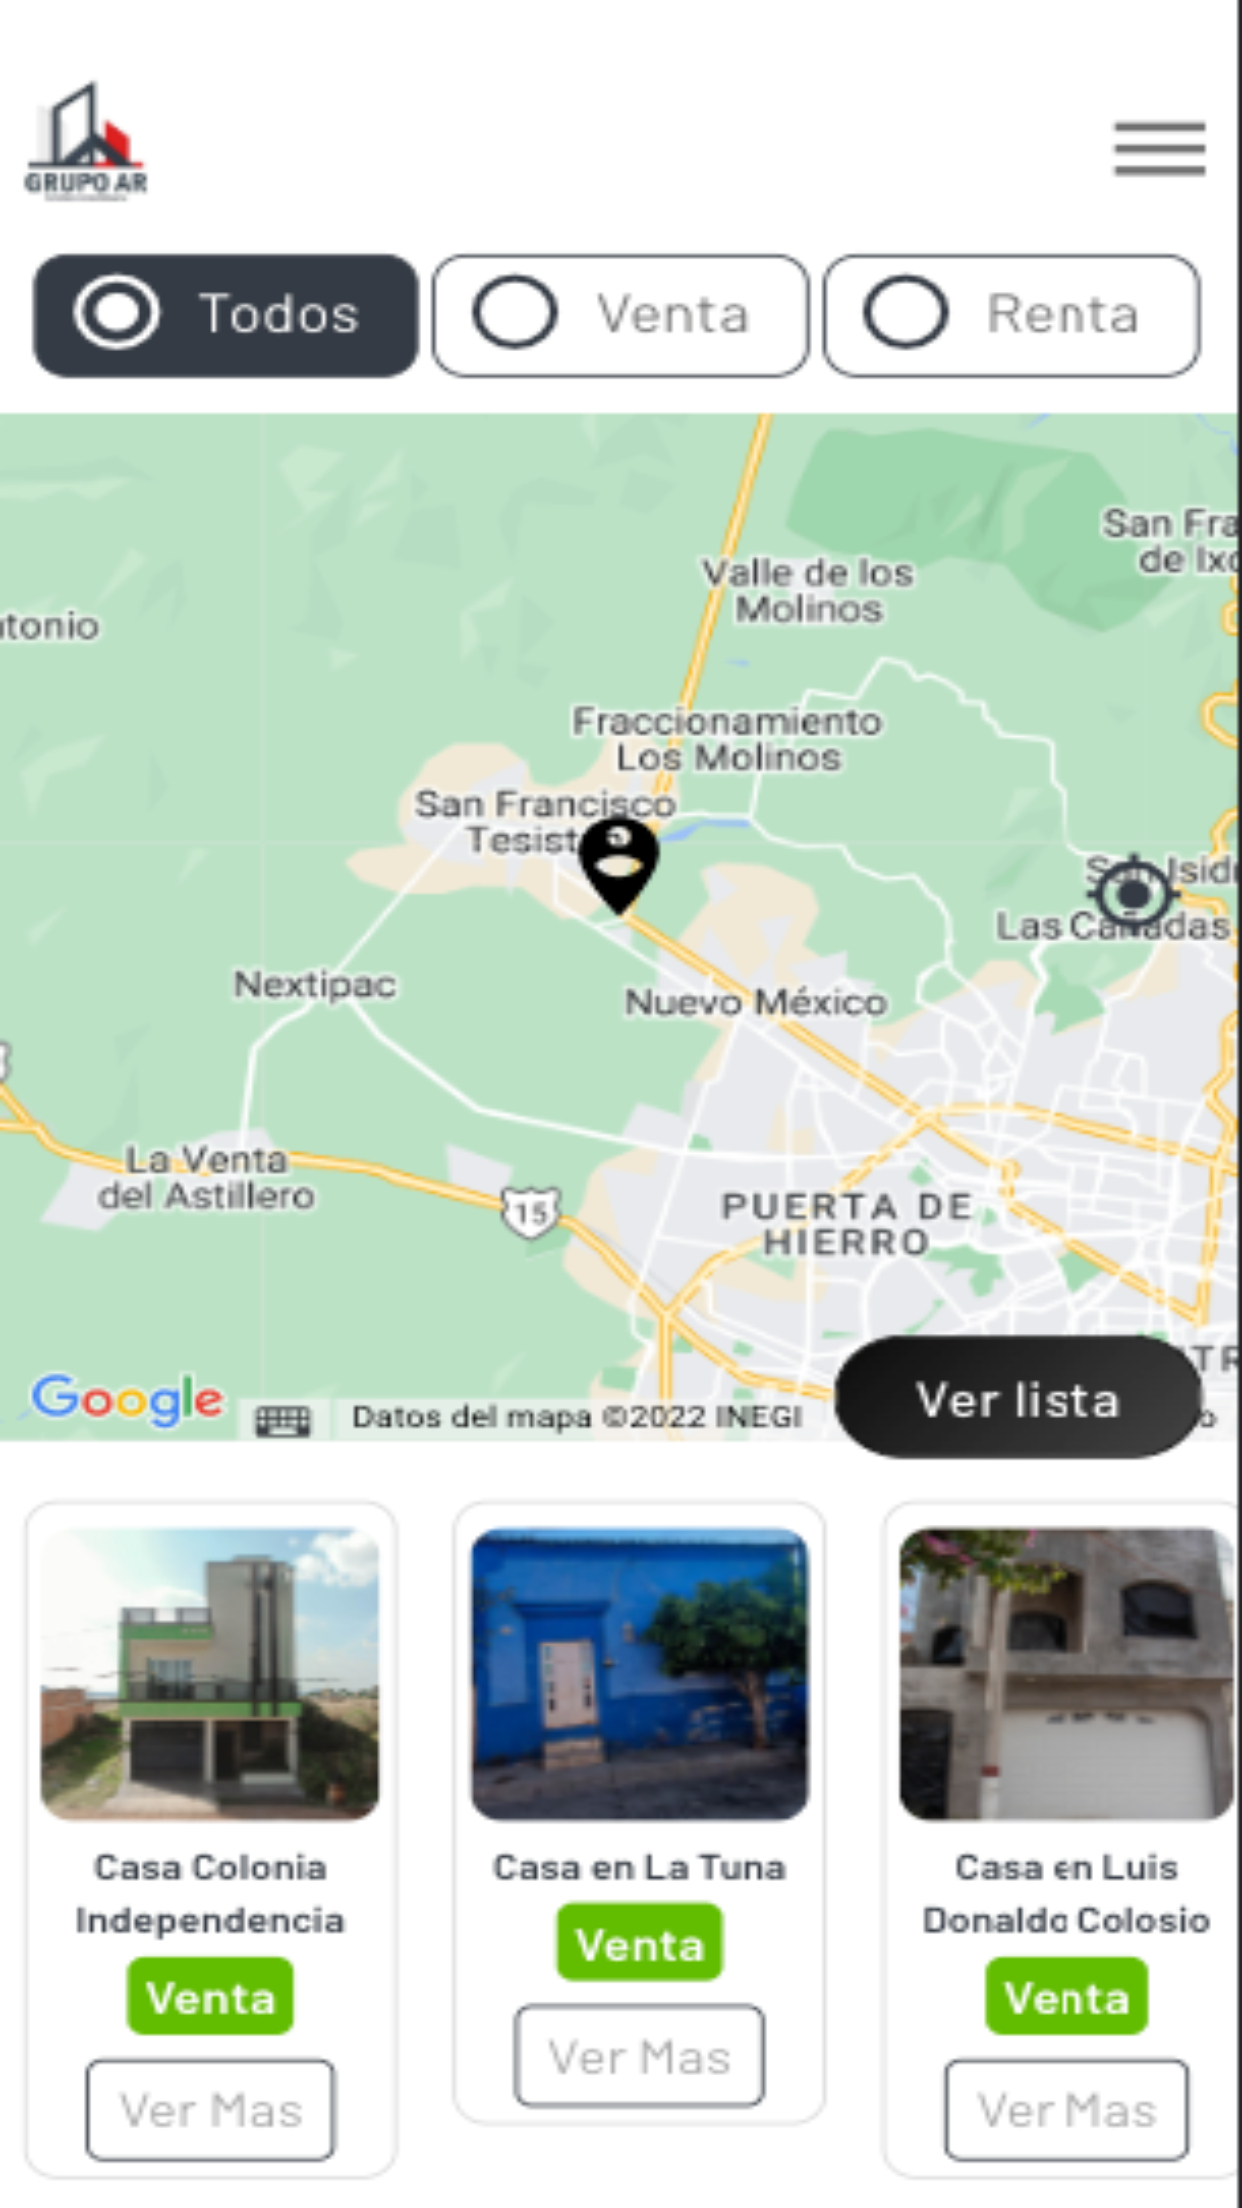 GRUPO AR
Todos
Venta
Renta
San Fra
de Ixc
Valle de los
Molinos
ntonio
Fraccionamiento
Los Molinos
San Francisco
Tesist
San Isid
Las Cañadas
Nextipac
Nuevo México
La Venta
del Astillero
15
PUERTA DE
HIERRO
TR
Google
Datos del mapa ©2022 INEGI
Ver lista
Casa Colonia
Independencia
Venta
Ver Mas
Casa en La Tuna
Venta
Ver Mas
Casa en Luis
Donaldo Colosio
Venta
Ver Mas